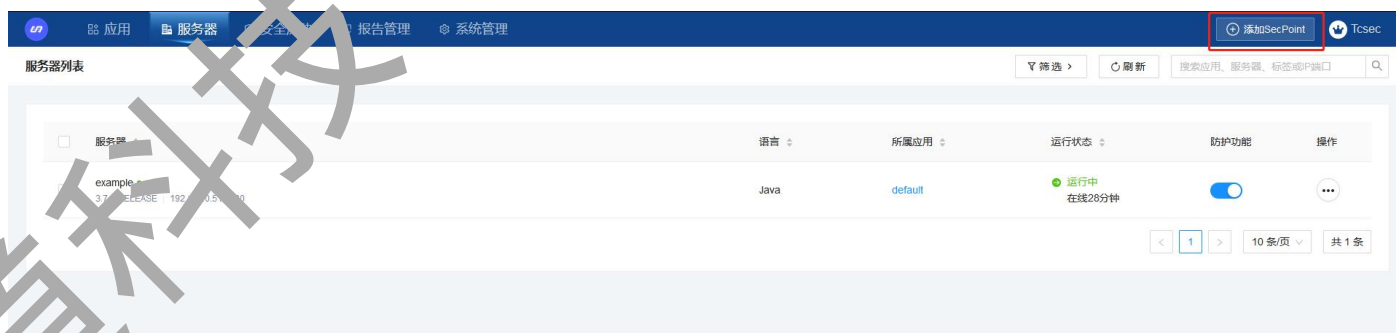 应用 服务器 报告管理 系统管理 添加SecPoint Tcsec
服务器列表 筛选 刷新 搜索应用、服务器、标签或IP端口
服务器 语言 所属应用 运行状态 防护功能 操作
example Java default 运行中
在线28分钟
1 10 条/页 共 1 条